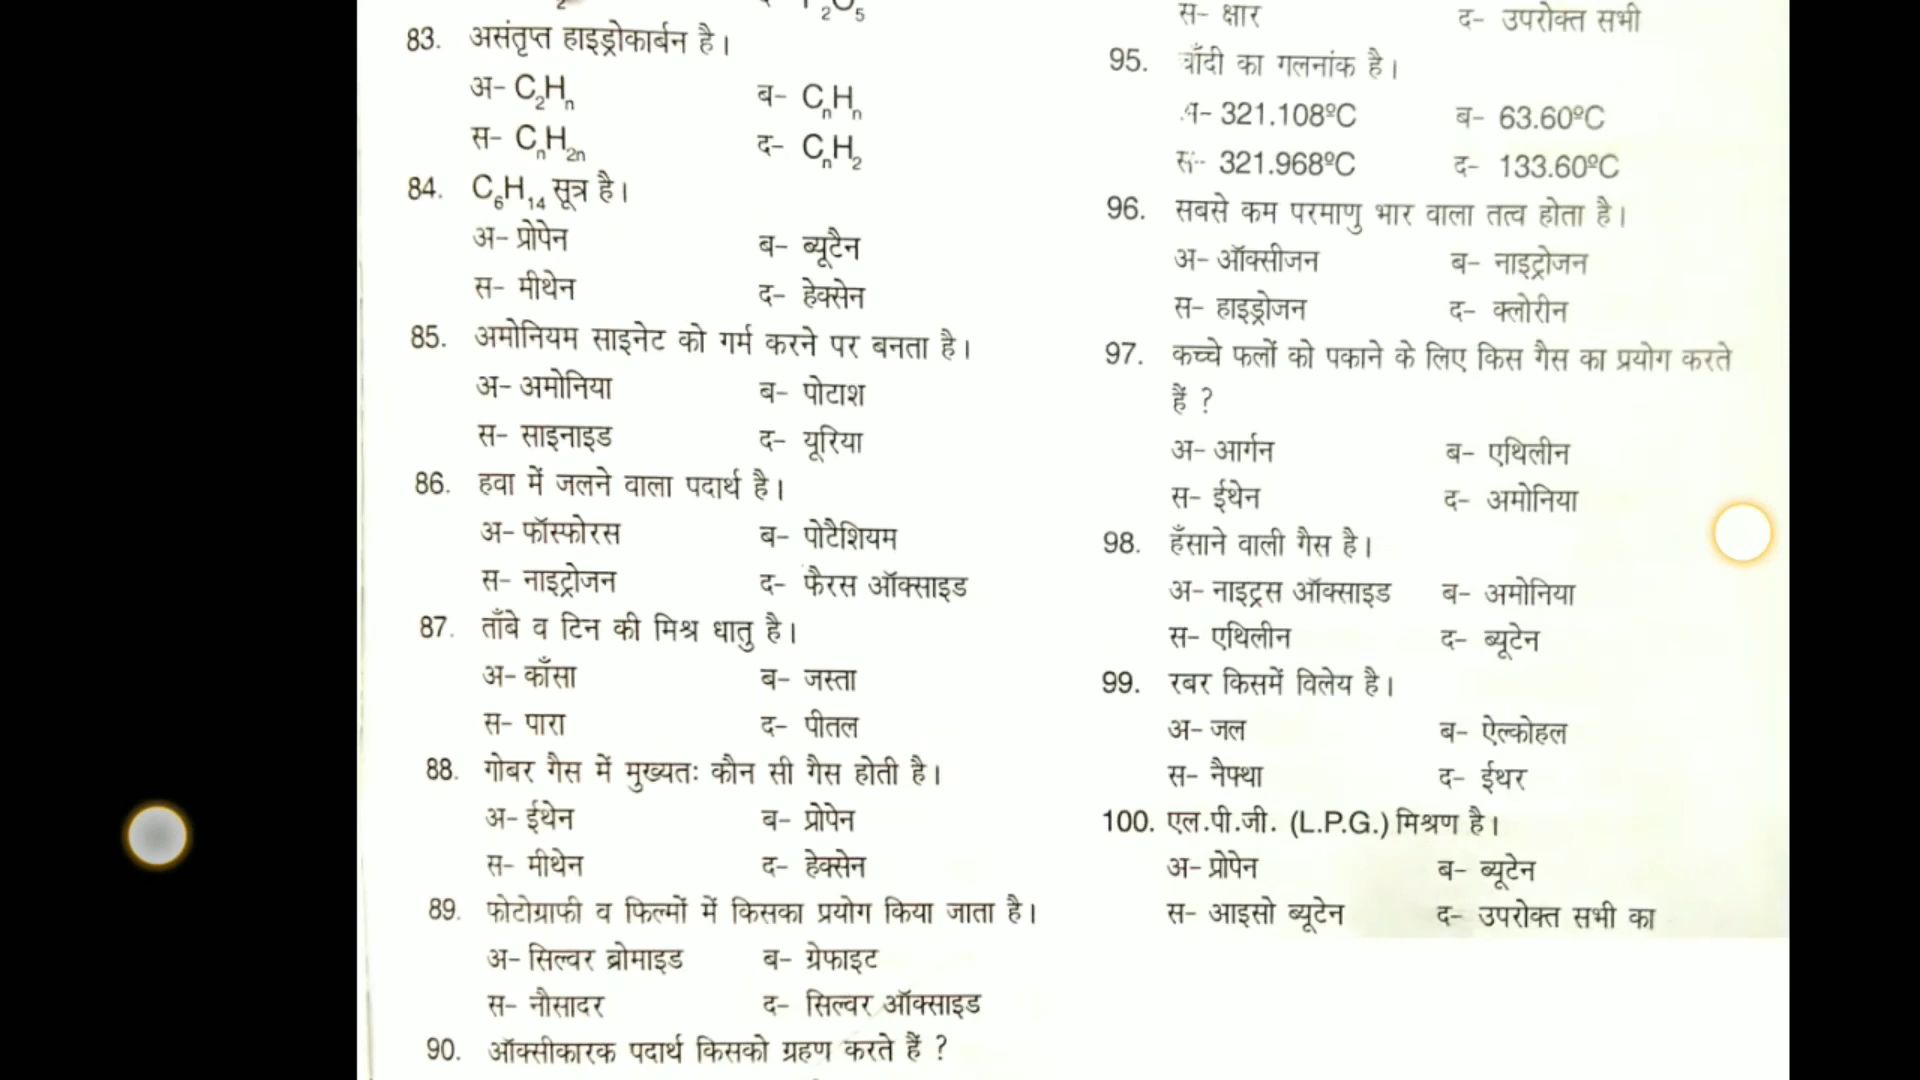 P₂O₅
83. असंतृप्त हाइड्रोकार्बन है।
अ- C₂Hₙ ब- CₙHₙ
स- CₙH₂ₙ द- CₙH₂
84. C₆H₁₄ सूत्र है।
अ- प्रोपेन ब- ब्यूटैन
स- मीथेन द- हेक्सेन
85. अमोनियम साइनेट को गर्म करने पर बनता है।
अ- अमोनिया ब- पोटाश
स- साइनाइड द- यूरिया
86. हवा में जलने वाला पदार्थ है।
अ- फॉस्फोरस ब- पोटैशियम
स- नाइट्रोजन द- फैरस ऑक्साइड
87. ताँबे व टिन की मिश्र धातु है।
अ- काँसा ब- जस्ता
स- पारा द- पीतल
88. गोबर गैस में मुख्यतः कौन सी गैस होती है।
अ- ईथेन ब- प्रोपेन
स- मीथेन द- हेक्सेन
89. फोटोग्राफी व फिल्मों में किसका प्रयोग किया जाता है।
अ- सिल्वर ब्रोमाइड ब- ग्रेफाइट
स- नौसादर द- सिल्वर ऑक्साइड
90. ऑक्सीकारक पदार्थ किसको ग्रहण करते हैं ?
स- क्षार द- उपरोक्त सभी
95. चाँदी का गलनांक है।
अ- 321.108ºC ब- 63.60ºC
स- 321.968ºC द- 133.60ºC
96. सबसे कम परमाणु भार वाला तत्व होता है।
अ- ऑक्सीजन ब- नाइट्रोजन
स- हाइड्रोजन द- क्लोरीन
97. कच्चे फलों को पकाने के लिए किस गैस का प्रयोग करते
हैं ?
अ- आर्गन ब- एथिलीन
स- ईथेन द- अमोनिया
98. हँसाने वाली गैस है।
अ- नाइट्रस ऑक्साइड ब- अमोनिया
स- एथिलीन द- ब्यूटेन
99. रबर किसमें विलेय है।
अ- जल ब- ऐल्कोहल
स- नैफ्था द- ईथर
100. एल.पी.जी. (L.P.G.) मिश्रण है।
अ- प्रोपेन ब- ब्यूटेन
स- आइसो ब्यूटेन द- उपरोक्त सभी का